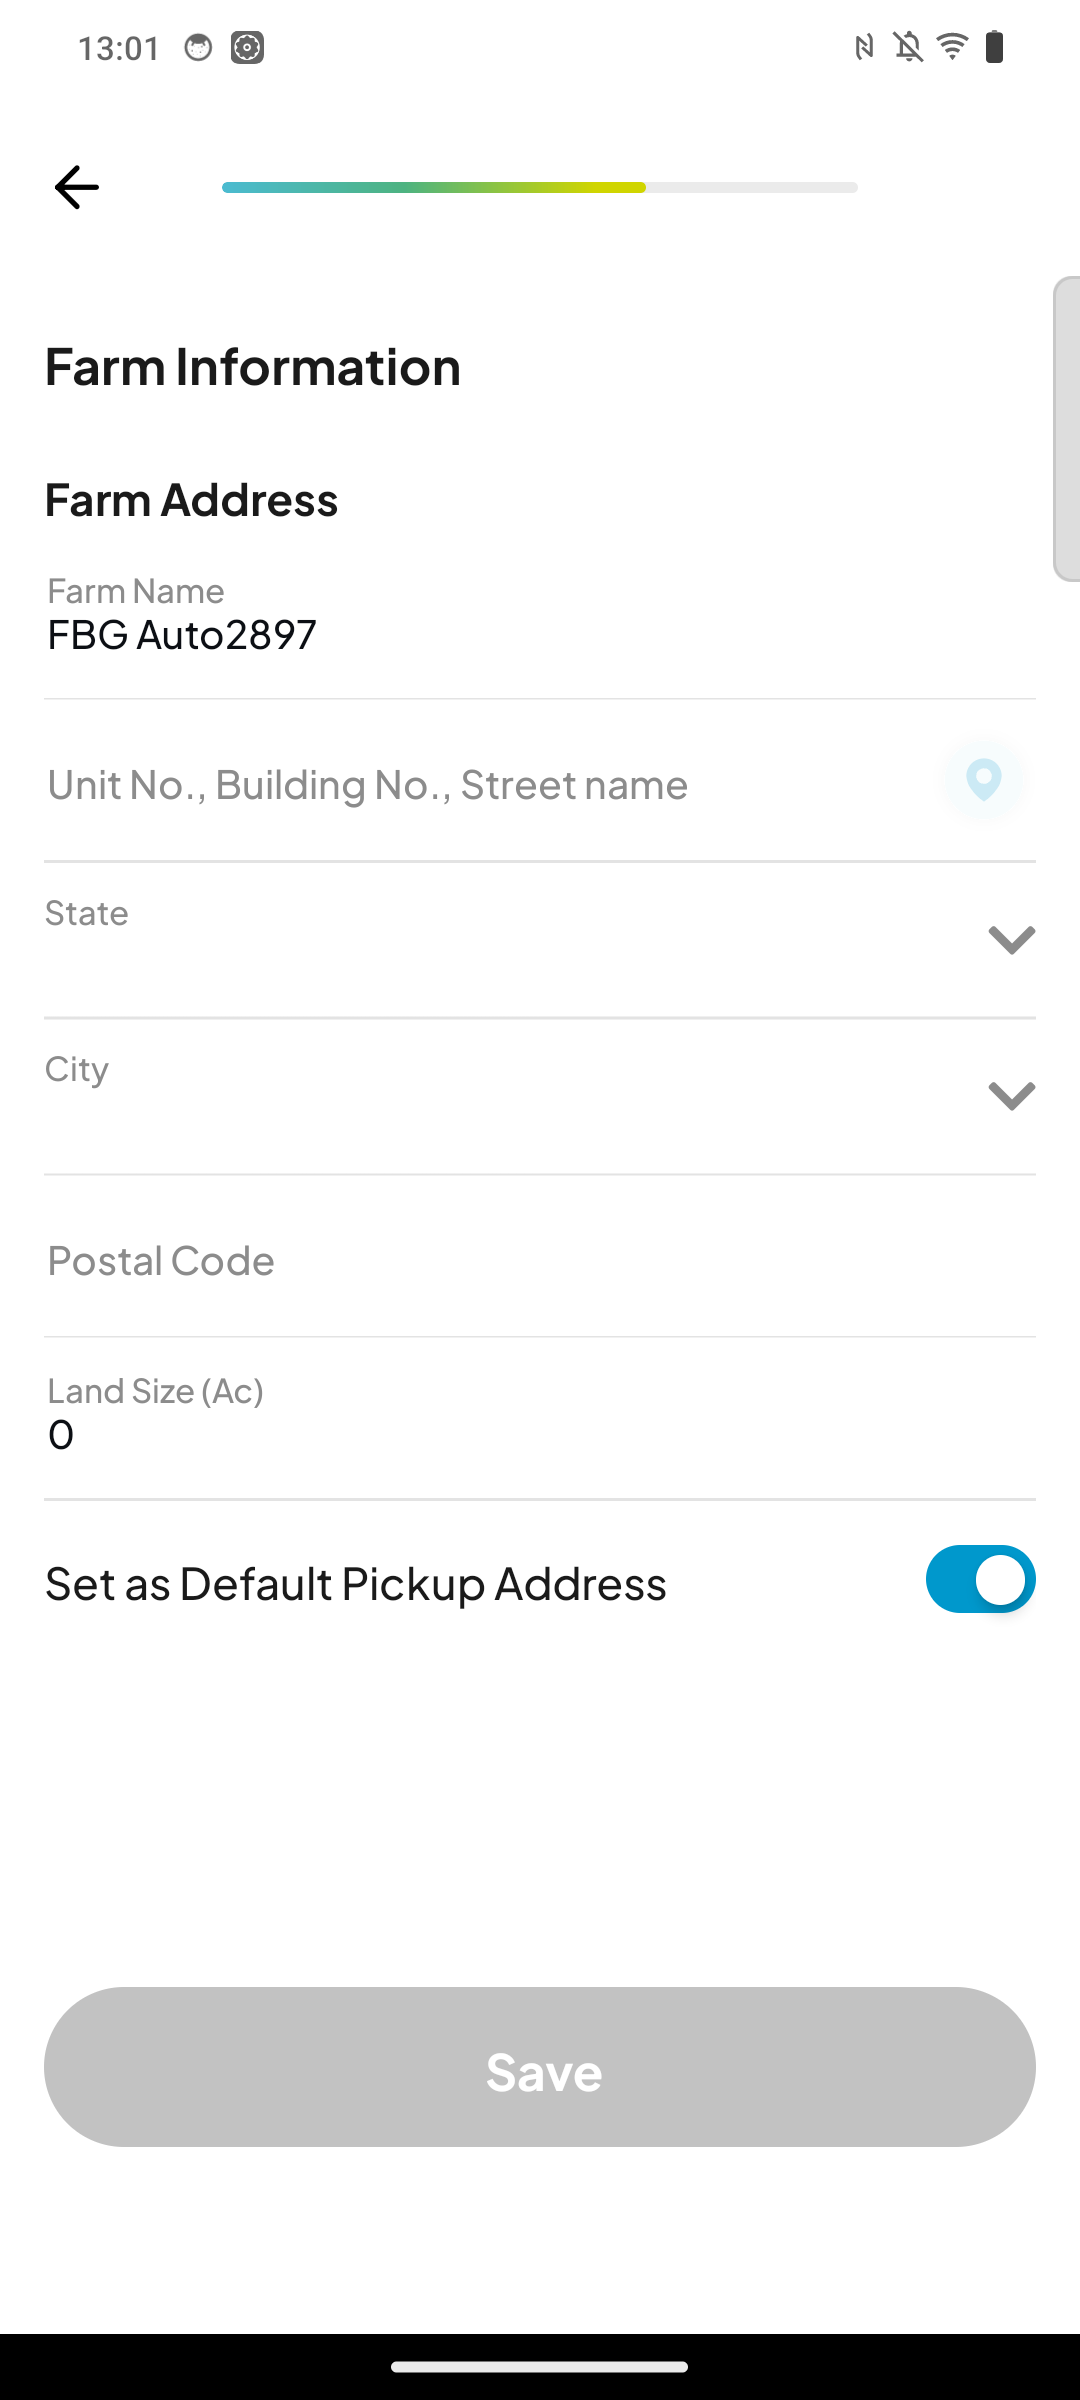 13:01
Farm Information
Farm Address
Farm Name
FBG Auto2897
Unit No., Building No., Street name
State
City
Postal Code
Land Size (Ac)
0
Set as Default Pickup Address
Save